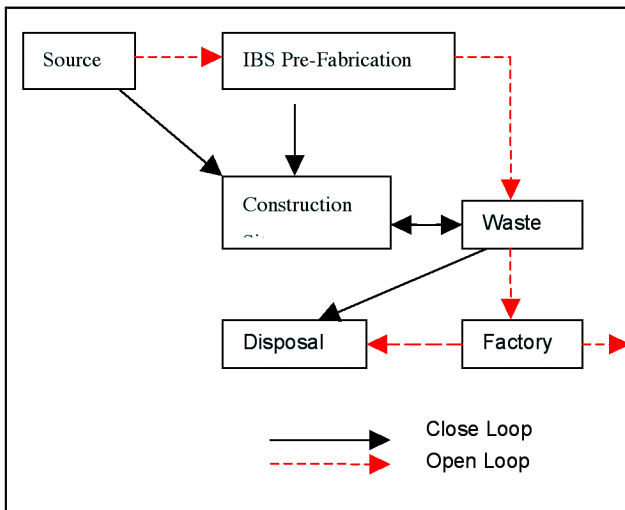 Source
IBS Pre-Fabrication
Construction
Waste
Disposal
Factory
Close Loop
Open Loop